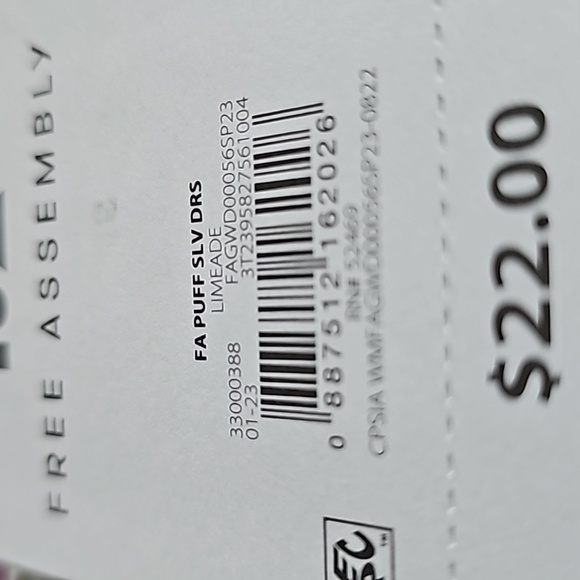 FREE ASSEMBLY
FA PUFF SLV DRS
LIMEADE
FAGWD00056SP23
33000388
3T2395827561004
01-23
0 887512 162026
RN# 52469
CPSIA WMFAGWD00056SP23-0822
$22.00